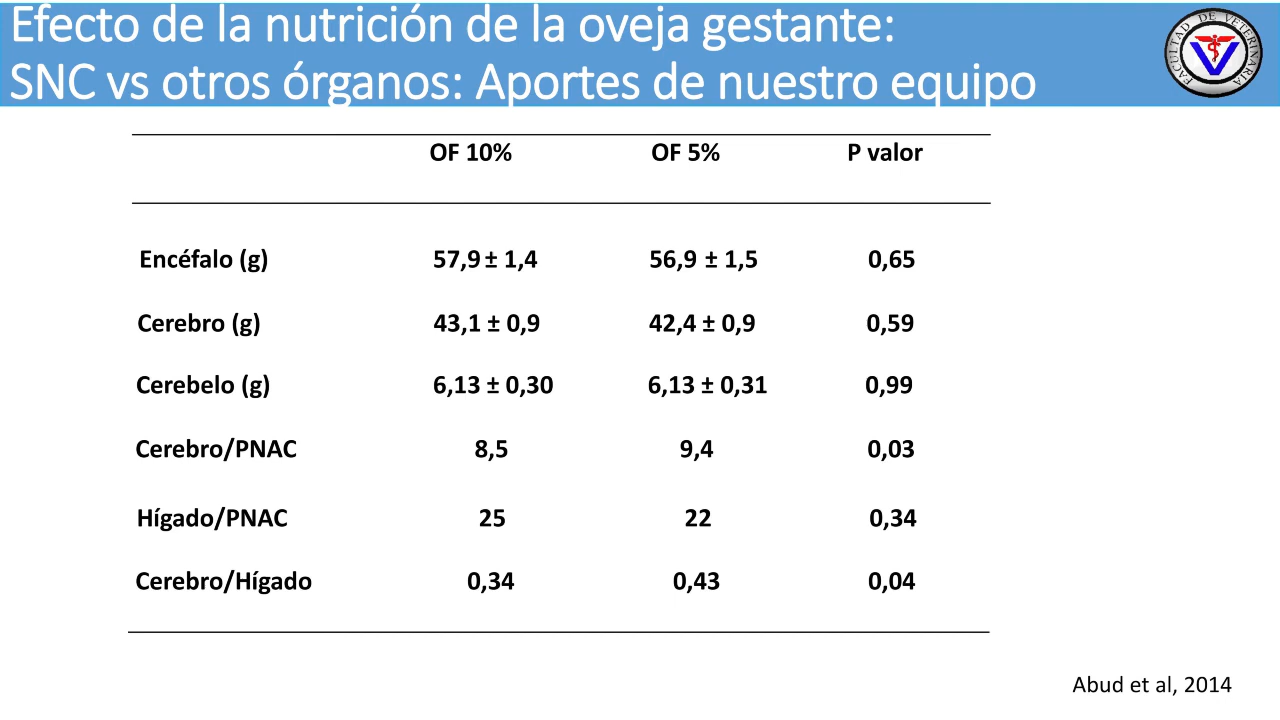 Efecto de la nutrición de la oveja gestante:
SNC vs otros órganos: Aportes de nuestro equipo
FACULTAD DE VETERINARIA
OF 10% OF 5% P valor
Encéfalo (g) 57,9 ± 1,4 56,9 ± 1,5 0,65
Cerebro (g) 43,1 ± 0,9 42,4 ± 0,9 0,59
Cerebelo (g) 6,13 ± 0,30 6,13 ± 0,31 0,99
Cerebro/PNAC 8,5 9,4 0,03
Hígado/PNAC 25 22 0,34
Cerebro/Hígado 0,34 0,43 0,04
Abud et al, 2014